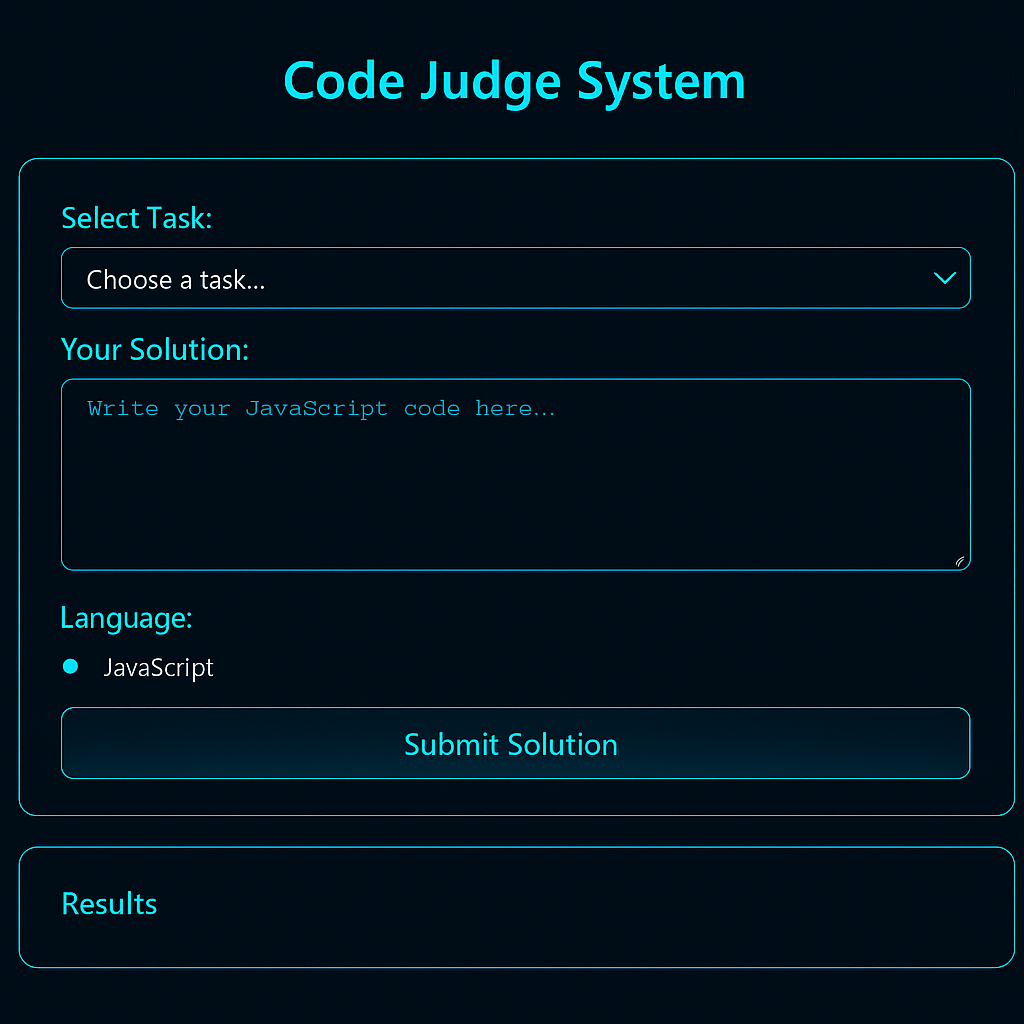 Code Judge System
Select Task:
Choose a task...
Your Solution:
Write your JavaScript code here...
Language:
JavaScript
Submit Solution
Results